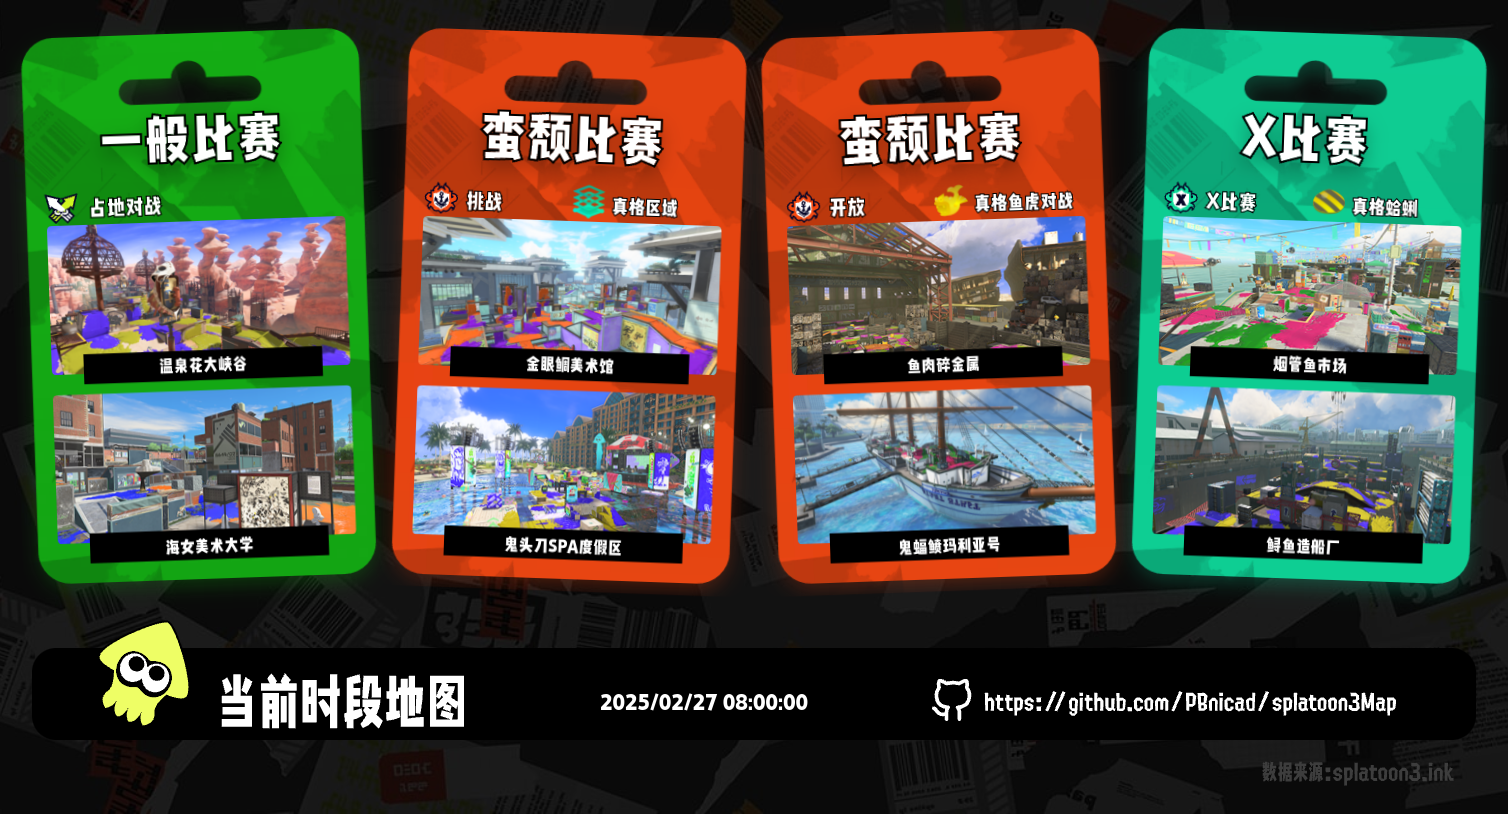 一般比赛
占地对战
温泉花大峡谷
海女美术大学
蛮颓比赛
挑战
真格区域
金眼鲷美术馆
鬼头刀SPA度假区
蛮颓比赛
开放
真格鱼虎对战
鱼肉碎金属
鬼蝠鲼玛利亚号
X比赛
X比赛
真格蛤蜊
烟管鱼市场
鲟鱼造船厂
当前时段地图
2025/02/27 08:00:00
https://github.com/PBnicad/splatoon3Map
数据来源:splatoon3.ink